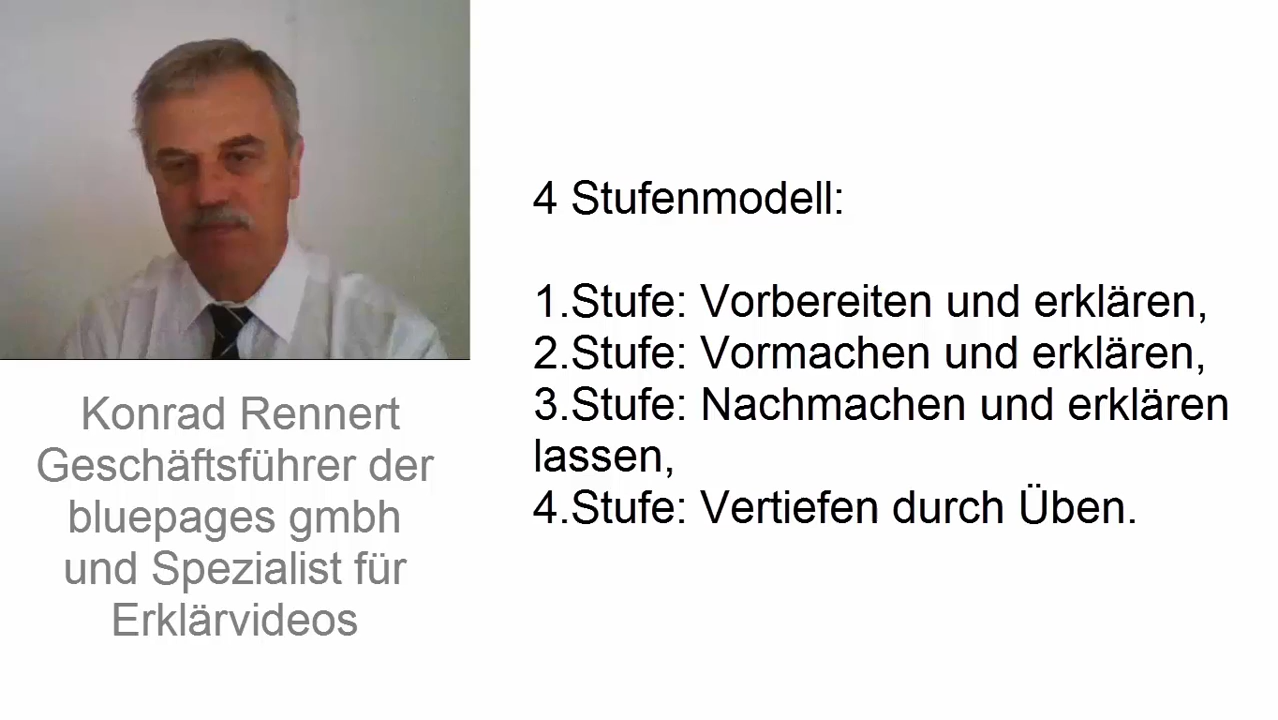 Konrad Rennert
Geschäftsführer der
bluepages gmbh
und Spezialist für
Erklärvideos
4 Stufenmodell:
1.Stufe: Vorbereiten und erklären,
2.Stufe: Vormachen und erklären,
3.Stufe: Nachmachen und erklären
lassen,
4.Stufe: Vertiefen durch Üben.